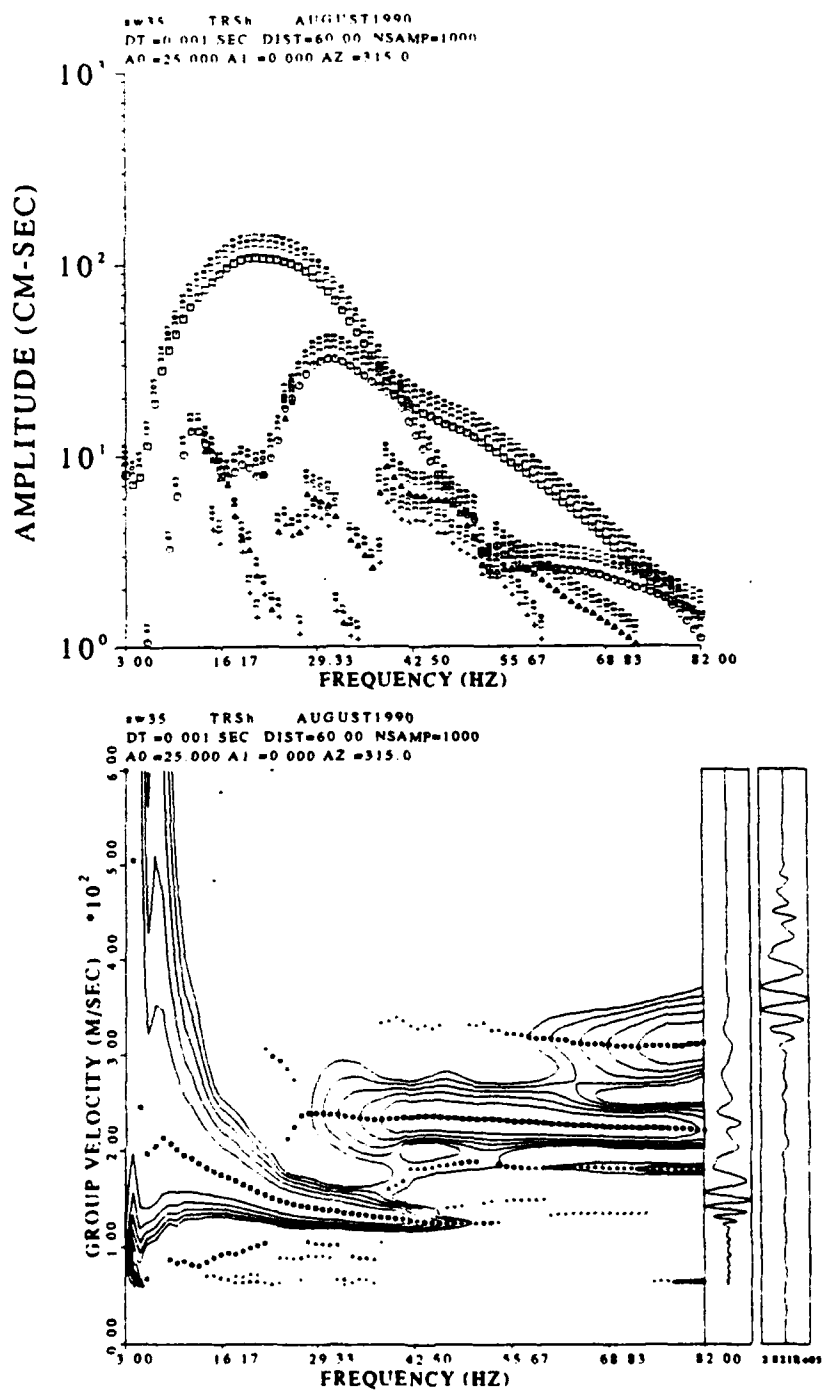 sw35 TRSh AUGUST1990
DT=0.001 SEC DIST=60.00 NSAMP=1000
A0=25.000 A1=0.000 AZ=315.0
10³
10²
10¹
10⁰
AMPLITUDE (CM-SEC)
3 00 16 17 29.33 42 50 55 67 68 83 82 00
FREQUENCY (HZ)
sw35 TRSh AUGUST1990
DT=0 001 SEC DIST=60 00 NSAMP=1000
A0=25.000 A1=0 000 AZ=315.0
6 00
5 00
4 00
3 00
2 00
1 00
0 00
GROUP VELOCITY (M/SEC) *10²
3 00 16 17 29.33 42 50 55 67 68 83 82 00
FREQUENCY (HZ)